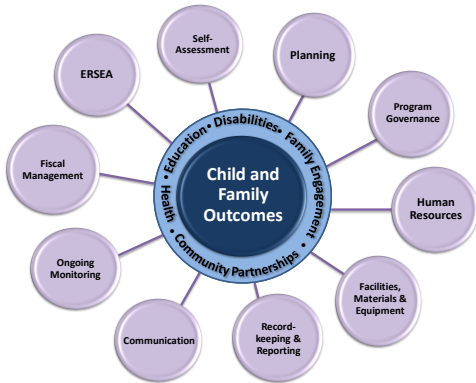 Self-
Assessment
Planning
ERSEA
Program
Governance
Fiscal
Management
Human
Resources
Ongoing
Monitoring
Facilities,
Materials &
Equipment
Communication
Record-
keeping &
Reporting
Health • Education • Disabilities • Family Engagement • Community Partnerships •
Child and
Family
Outcomes